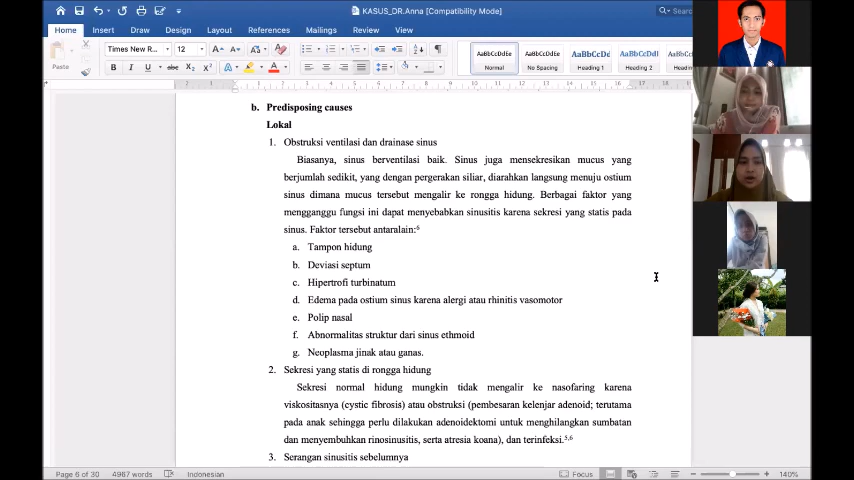 KASUS_DR.Anna [Compatibility Mode]
Home Insert Draw Design Layout References Mailings Review View
Times New R... 12
Paste
AaBbCcDdEe AaBbCcDdEe AaBbCcDd AaBbCcDdI
Normal No Spacing Heading 1 Heading 2
b. Predisposing causes
Lokal
1. Obstruksi ventilasi dan drainase sinus
Biasanya, sinus berventilasi baik. Sinus juga mensekresikan mucus yang
berjumlah sedikit, yang dengan pergerakan siliar, diarahkan langsung menuju ostium
sinus dimana mucus tersebut mengalir ke rongga hidung. Berbagai faktor yang
mengganggu fungsi ini dapat menyebabkan sinusitis karena sekresi yang statis pada
sinus. Faktor tersebut antaralain:6
a. Tampon hidung
b. Deviasi septum
c. Hipertrofi turbinatum
d. Edema pada ostium sinus karena alergi atau rhinitis vasomotor
e. Polip nasal
f. Abnormalitas struktur dari sinus ethmoid
g. Neoplasma jinak atau ganas.
2. Sekresi yang statis di rongga hidung
Sekresi normal hidung mungkin tidak mengalir ke nasofaring karena
viskositasnya (cystic fibrosis) atau obstruksi (pembesaran kelenjar adenoid; terutama
pada anak sehingga perlu dilakukan adenoidektomi untuk menghilangkan sumbatan
dan menyembuhkan rinosinusitis, serta atresia koana), dan terinfeksi.5,6
3. Serangan sinusitis sebelumnya
Page 6 of 30 4967 words Indonesian Focus 140%